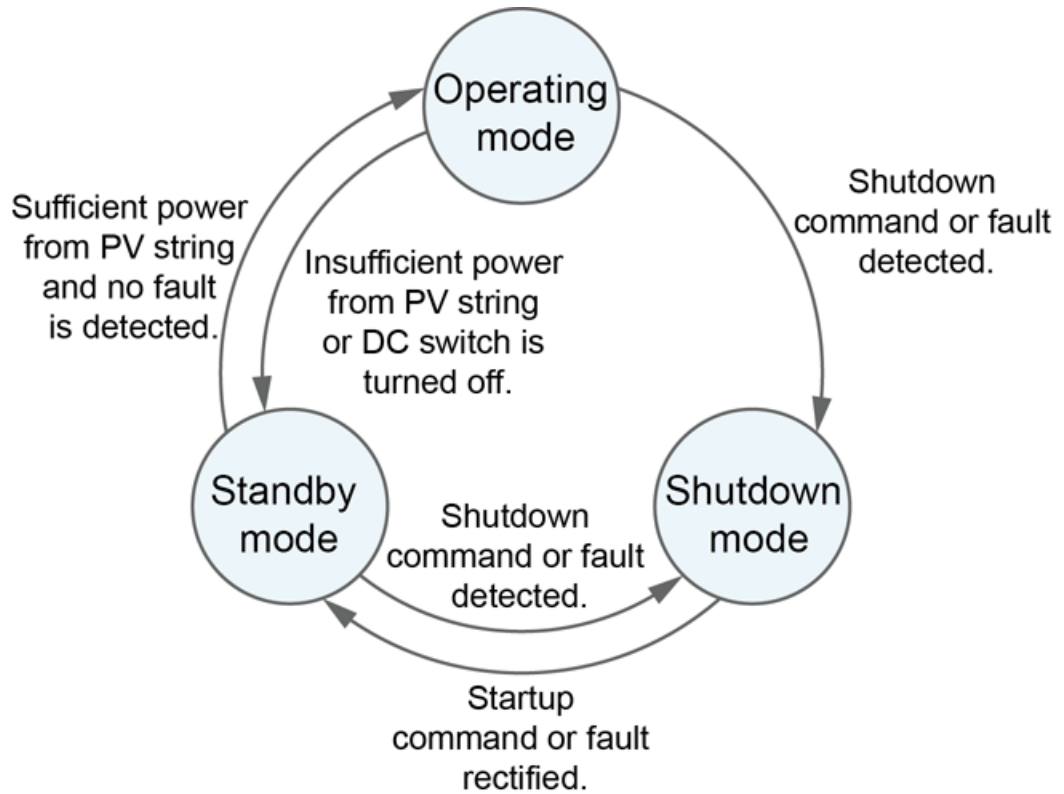 Operating
mode
Sufficient power
from PV string
and no fault
is detected.
Insufficient power
from PV string
or DC switch is
turned off.
Shutdown
command or fault
detected.
Standby
mode
Shutdown
command or fault
detected.
Shutdown
mode
Startup
command or fault
rectified.